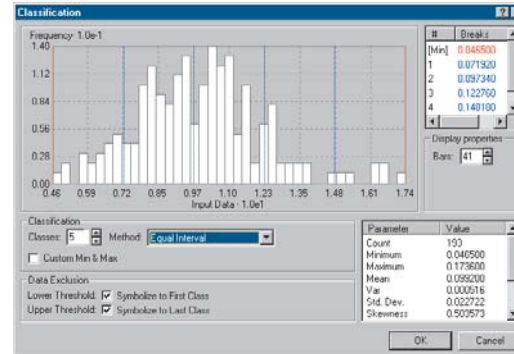 Classification
Frequency · 1.0e-1
1.40
1.12
0.84
0.56
0.28
0.00
0.46 0.59 0.72 0.85 0.97 1.10 1.23 1.35 1.48 1.61 1.74
Input Data · 1.0e1
# Breaks
[Min] 0.046500
1 0.071920
2 0.097340
3 0.122760
4 0.148180
Display properties
Bars: 41
Classification
Classes: 5 Method: Equal Interval
Custom Min & Max
Data Exclusion
Lower Threshold: Symbolize to First Class
Upper Threshold: Symbolize to Last Class
Parameter Value
Count 193
Minimum 0.046500
Maximum 0.173600
Mean 0.099200
Var 0.000516
Std. Dev. 0.022722
Skewness 0.503573
OK Cancel